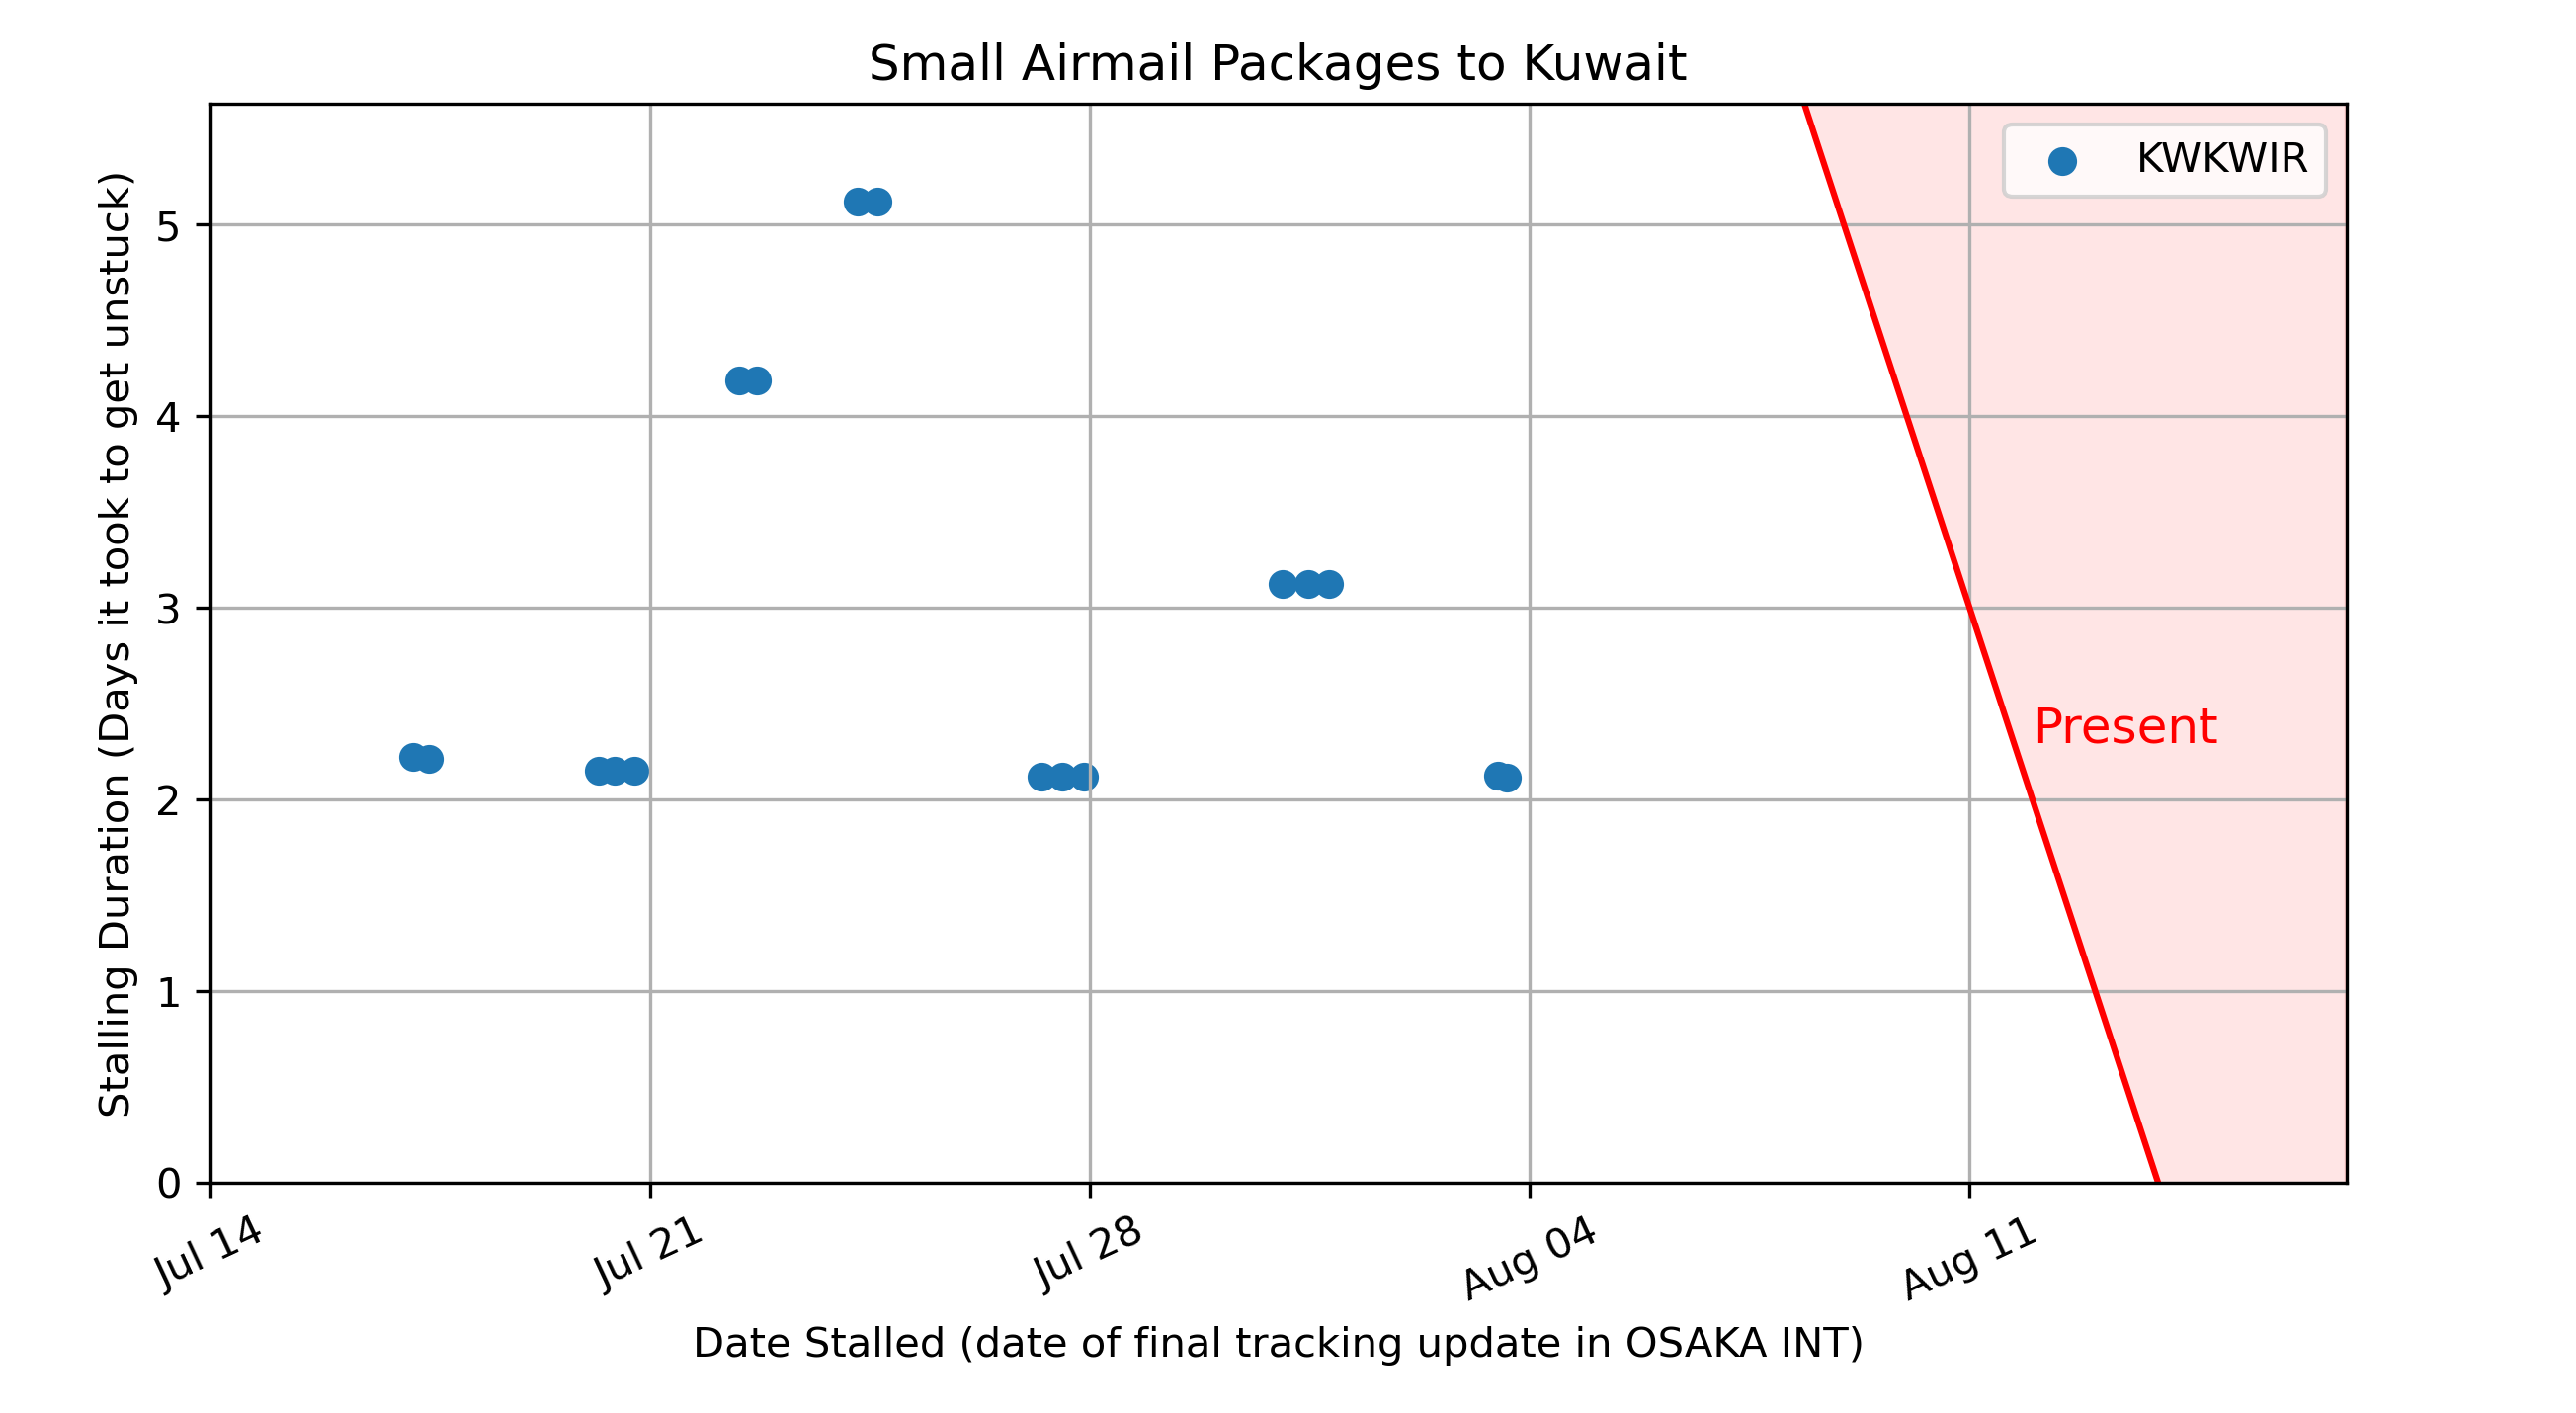 Small Airmail Packages to Kuwait
KWKWIR
Stalling Duration (Days it took to get unstuck)
5
4
3
2
1
0
Present
Jul 14
Jul 21
Jul 28
Aug 04
Aug 11
Date Stalled (date of final tracking update in OSAKA INT)